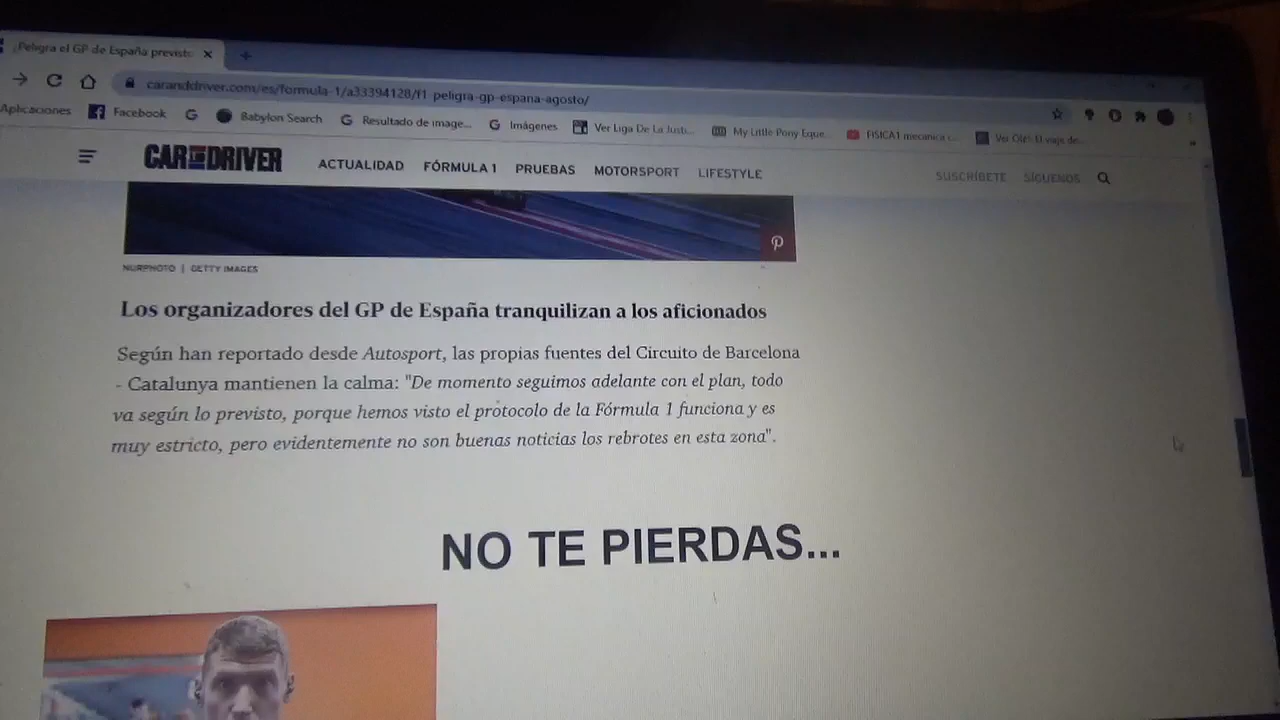 ¿Peligra el GP de España previsto
caranddriver.com/es/formula-1/a33394128/f1-peligra-gp-espana-agosto/
Aplicaciones Facebook Babylon Search Resultado de image... Imágenes Ver Liga De La Justi... My Little Pony Eque... FISICA1 mecanica c... Ver
CAR AND DRIVER ACTUALIDAD FÓRMULA 1 PRUEBAS MOTORSPORT LIFESTYLE SUSCRÍBETE SÍGUENOS
NURPHOTO | GETTY IMAGES
Los organizadores del GP de España tranquilizan a los aficionados
Según han reportado desde Autosport, las propias fuentes del Circuito de Barcelona
- Catalunya mantienen la calma: "De momento seguimos adelante con el plan, todo
va según lo previsto, porque hemos visto el protocolo de la Fórmula 1 funciona y es
muy estricto, pero evidentemente no son buenas noticias los rebrotes en esta zona".
NO TE PIERDAS...